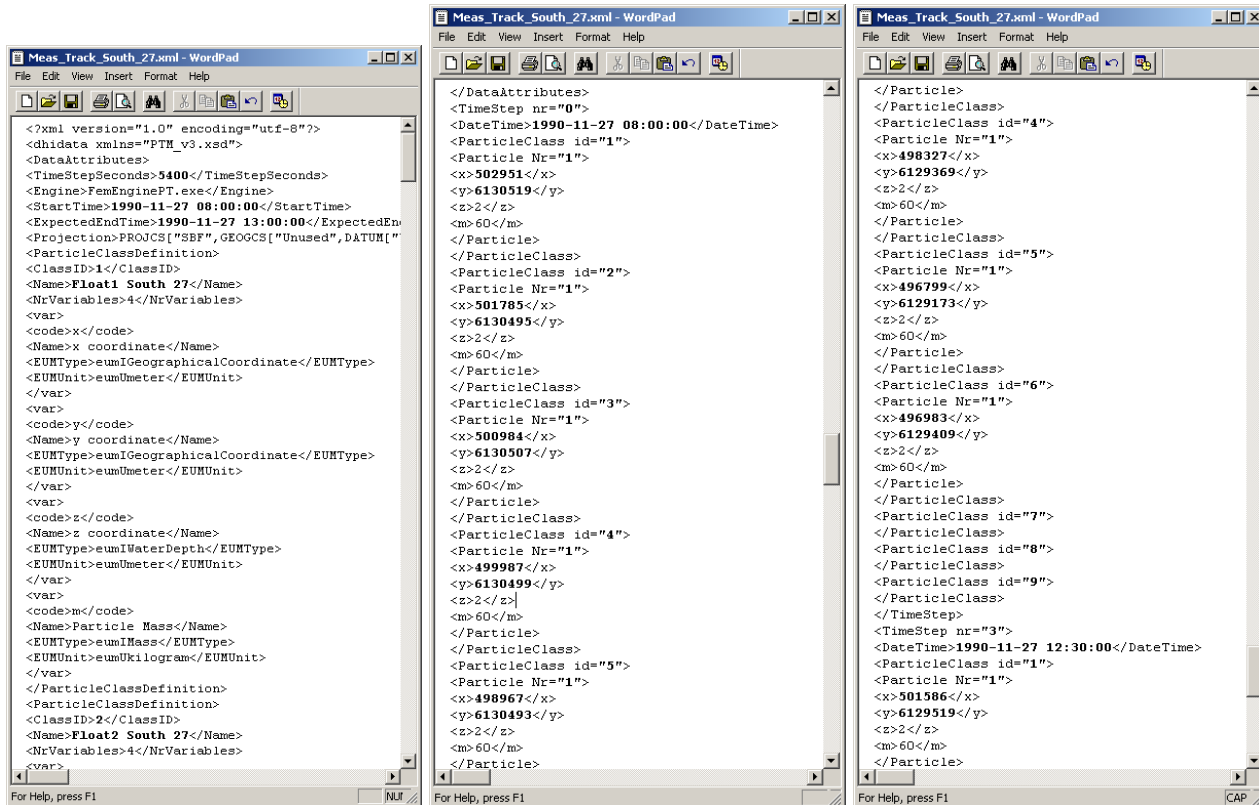 Meas_Track_South_27.xml - WordPad
File Edit View Insert Format Help
<?xml version="1.0" encoding="utf-8"?>
<dhidata xmlns="PTM_v3.xsd">
<DataAttributes>
<TimeStepSeconds>5400</TimeStepSeconds>
<Engine>FemEnginePT.exe</Engine>
<StartTime>1990-11-27 08:00:00</StartTime>
<ExpectedEndTime>1990-11-27 13:00:00</ExpectedEn
<Projection>PROJCS["SBF",GEOGCS["Unused",DATUM["
<ParticleClassDefinition>
<ClassID>1</ClassID>
<Name>Float1 South 27</Name>
<NrVariables>4</NrVariables>
<var>
<code>x</code>
<Name>x coordinate</Name>
<EUMType>eumIGeographicalCoordinate</EUMType>
<EUMUnit>eumUmeter</EUMUnit>
</var>
<var>
<code>y</code>
<Name>y coordinate</Name>
<EUMType>eumIGeographicalCoordinate</EUMType>
<EUMUnit>eumUmeter</EUMUnit>
</var>
<var>
<code>z</code>
<Name>z coordinate</Name>
<EUMType>eumIWaterDepth</EUMType>
<EUMUnit>eumUmeter</EUMUnit>
</var>
<var>
<code>m</code>
<Name>Particle Mass</Name>
<EUMType>eumIMass</EUMType>
<EUMUnit>eumUkilogram</EUMUnit>
</var>
</ParticleClassDefinition>
<ParticleClassDefinition>
<ClassID>2</ClassID>
<Name>Float2 South 27</Name>
<NrVariables>4</NrVariables>
<var>
For Help, press F1
NUM
Meas_Track_South_27.xml - WordPad
File Edit View Insert Format Help
</DataAttributes>
<TimeStep nr="0">
<DateTime>1990-11-27 08:00:00</DateTime>
<ParticleClass id="1">
<Particle Nr="1">
<x>502951</x>
<y>6130519</y>
<z>2</z>
<m>60</m>
</Particle>
</ParticleClass>
<ParticleClass id="2">
<Particle Nr="1">
<x>501785</x>
<y>6130495</y>
<z>2</z>
<m>60</m>
</Particle>
</ParticleClass>
<ParticleClass id="3">
<Particle Nr="1">
<x>500984</x>
<y>6130507</y>
<z>2</z>
<m>60</m>
</Particle>
</ParticleClass>
<ParticleClass id="4">
<Particle Nr="1">
<x>499987</x>
<y>6130499</y>
<z>2</z>
<m>60</m>
</Particle>
</ParticleClass>
<ParticleClass id="5">
<Particle Nr="1">
<x>498967</x>
<y>6130493</y>
<z>2</z>
<m>60</m>
</Particle>
For Help, press F1
Meas_Track_South_27.xml - WordPad
File Edit View Insert Format Help
</Particle>
</ParticleClass>
<ParticleClass id="4">
<Particle Nr="1">
<x>498327</x>
<y>6129369</y>
<z>2</z>
<m>60</m>
</Particle>
</ParticleClass>
<ParticleClass id="5">
<Particle Nr="1">
<x>496799</x>
<y>6129173</y>
<z>2</z>
<m>60</m>
</Particle>
</ParticleClass>
<ParticleClass id="6">
<Particle Nr="1">
<x>496983</x>
<y>6129409</y>
<z>2</z>
<m>60</m>
</Particle>
</ParticleClass>
<ParticleClass id="7">
</ParticleClass>
<ParticleClass id="8">
</ParticleClass>
<ParticleClass id="9">
</ParticleClass>
</TimeStep>
<TimeStep nr="3">
<DateTime>1990-11-27 12:30:00</DateTime>
<ParticleClass id="1">
<Particle Nr="1">
<x>501586</x>
<y>6129519</y>
<z>2</z>
<m>60</m>
</Particle>
For Help, press F1
CAP